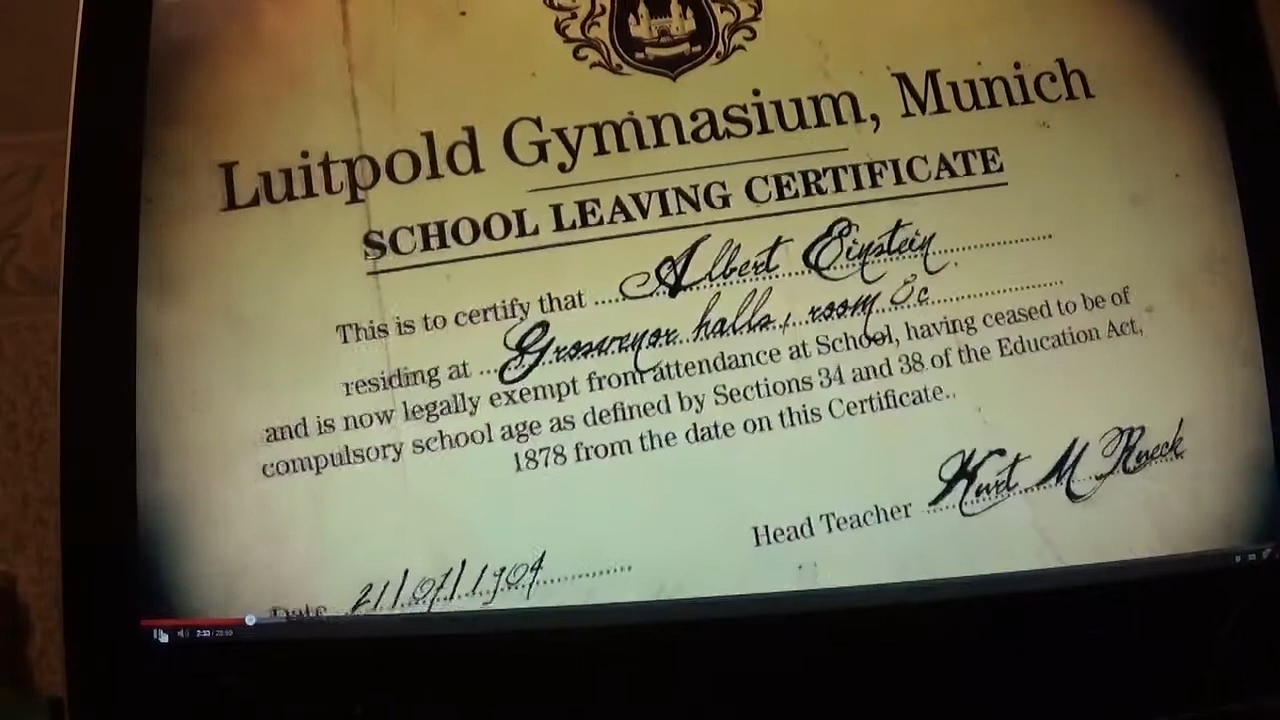 Luitpold Gymnasium, Munich
SCHOOL LEAVING CERTIFICATE
This is to certify that .... Albert Einstein
residing at ... Grosvenor halls, room 8c
and is now legally exempt from attendance at School, having ceased to be of
compulsory school age as defined by Sections 34 and 38 of the Education Act,
1878 from the date on this Certificate..
Head Teacher Kurt M Rueck
Date 21/07/1904
2:33